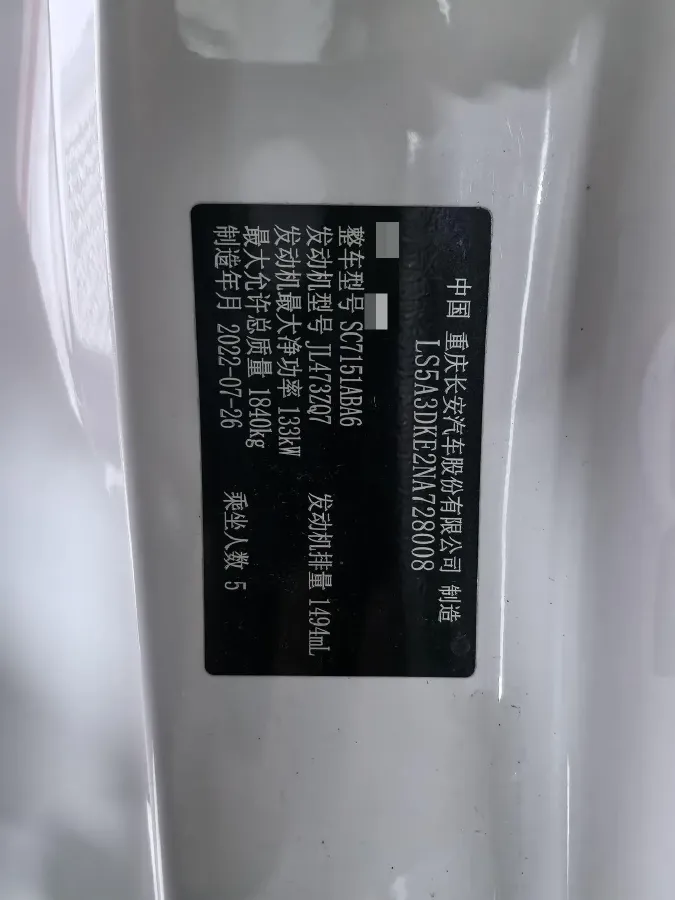 中国 重庆长安汽车股份有限公司 制造
LS5A3DKE2NA728008
整车型号 SC7151ABA6
发动机型号 JL473ZQ7 发动机排量 1494mL
发动机最大净功率 133kW
最大允许总质量 1840kg
制造年月 2022-07-26 乘坐人数 5